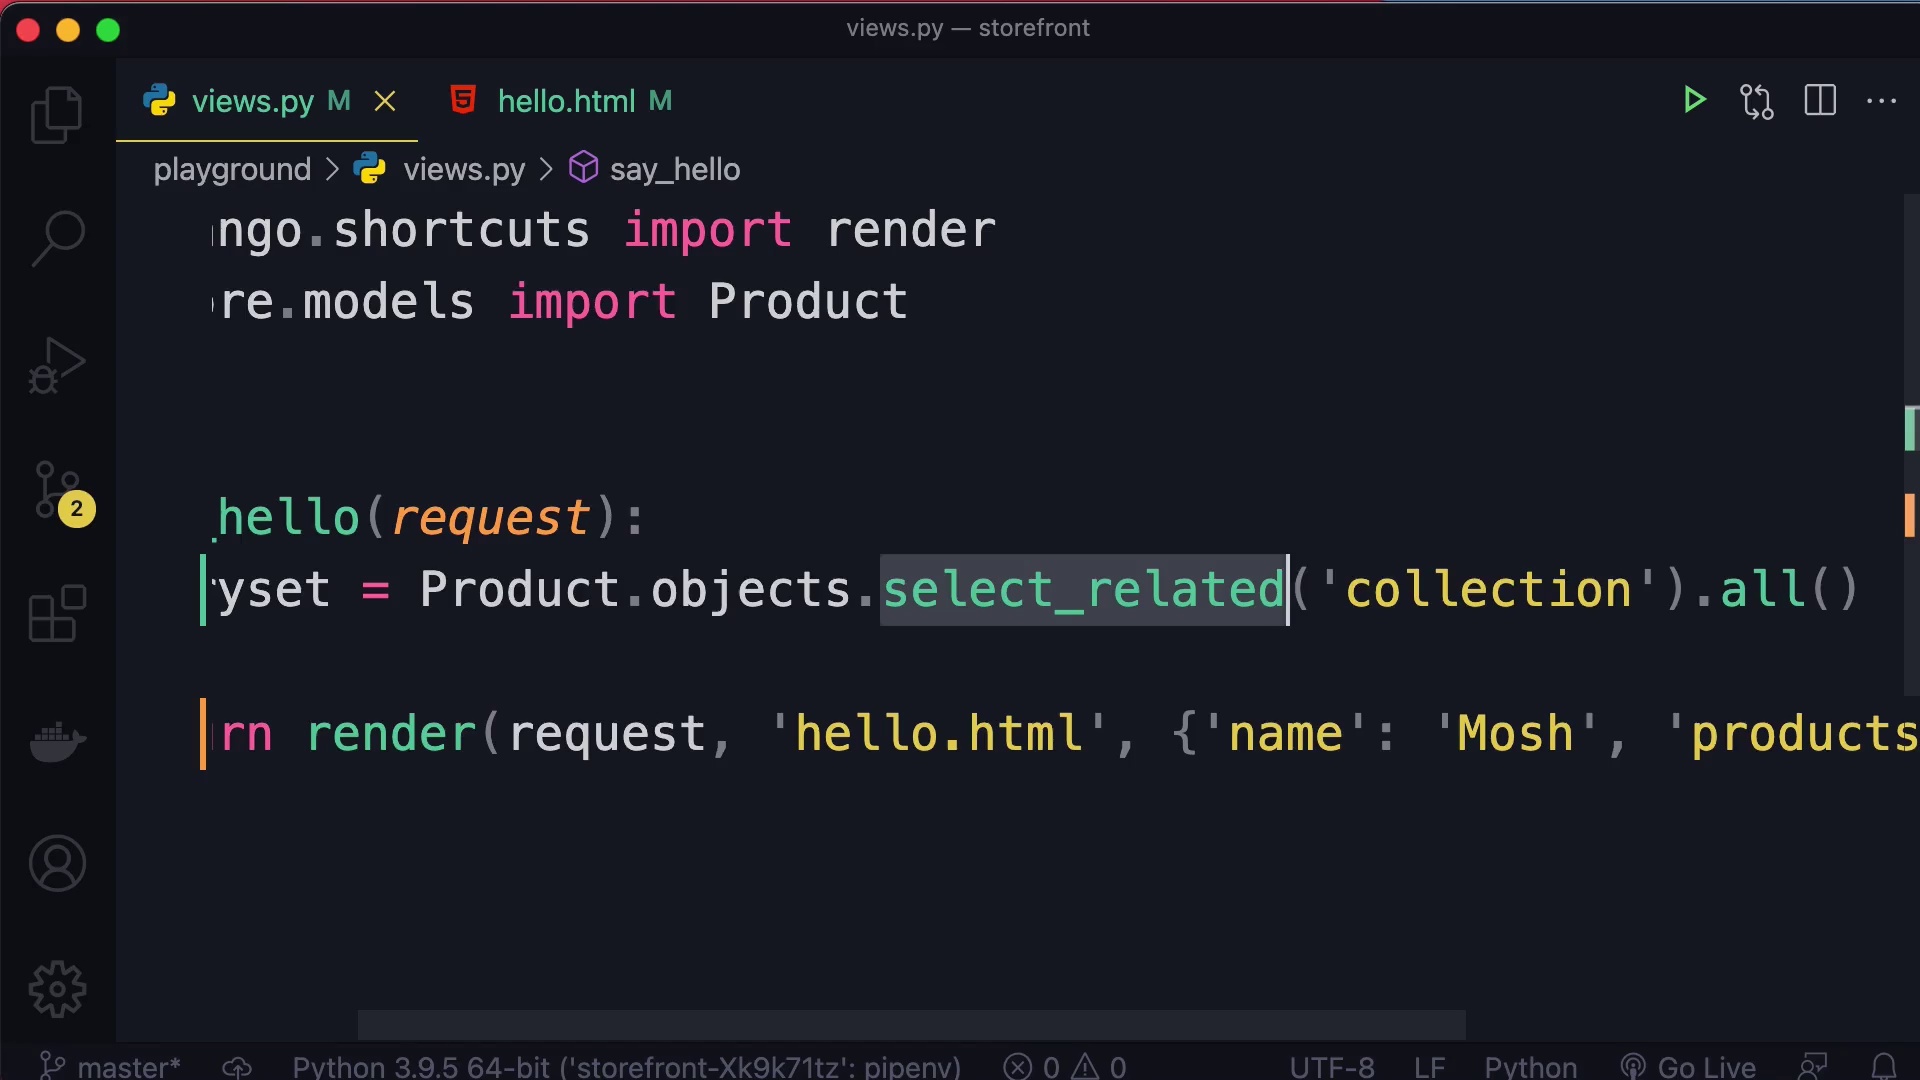 views.py — storefront
views.py M hello.html M
playground > views.py > say_hello
ngo.shortcuts import render
re.models import Product
_hello(request):
yset = Product.objects.select_related('collection').all()
rn render(request, 'hello.html', {'name': 'Mosh', 'products
2
master* Python 3.9.5 64-bit ('storefront-Xk9k71tz': pipenv) 0 0 UTF-8 LF Python Go Live